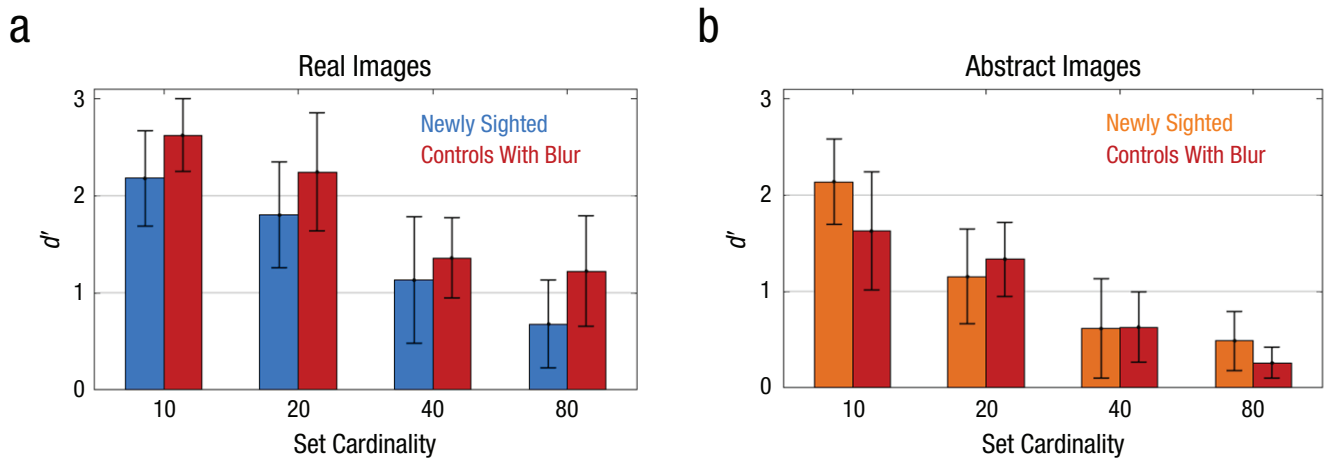 a
Real Images
3
2
1
0
d′
Newly Sighted
Controls With Blur
10 20 40 80
Set Cardinality
b
Abstract Images
3
2
1
0
d′
Newly Sighted
Controls With Blur
10 20 40 80
Set Cardinality